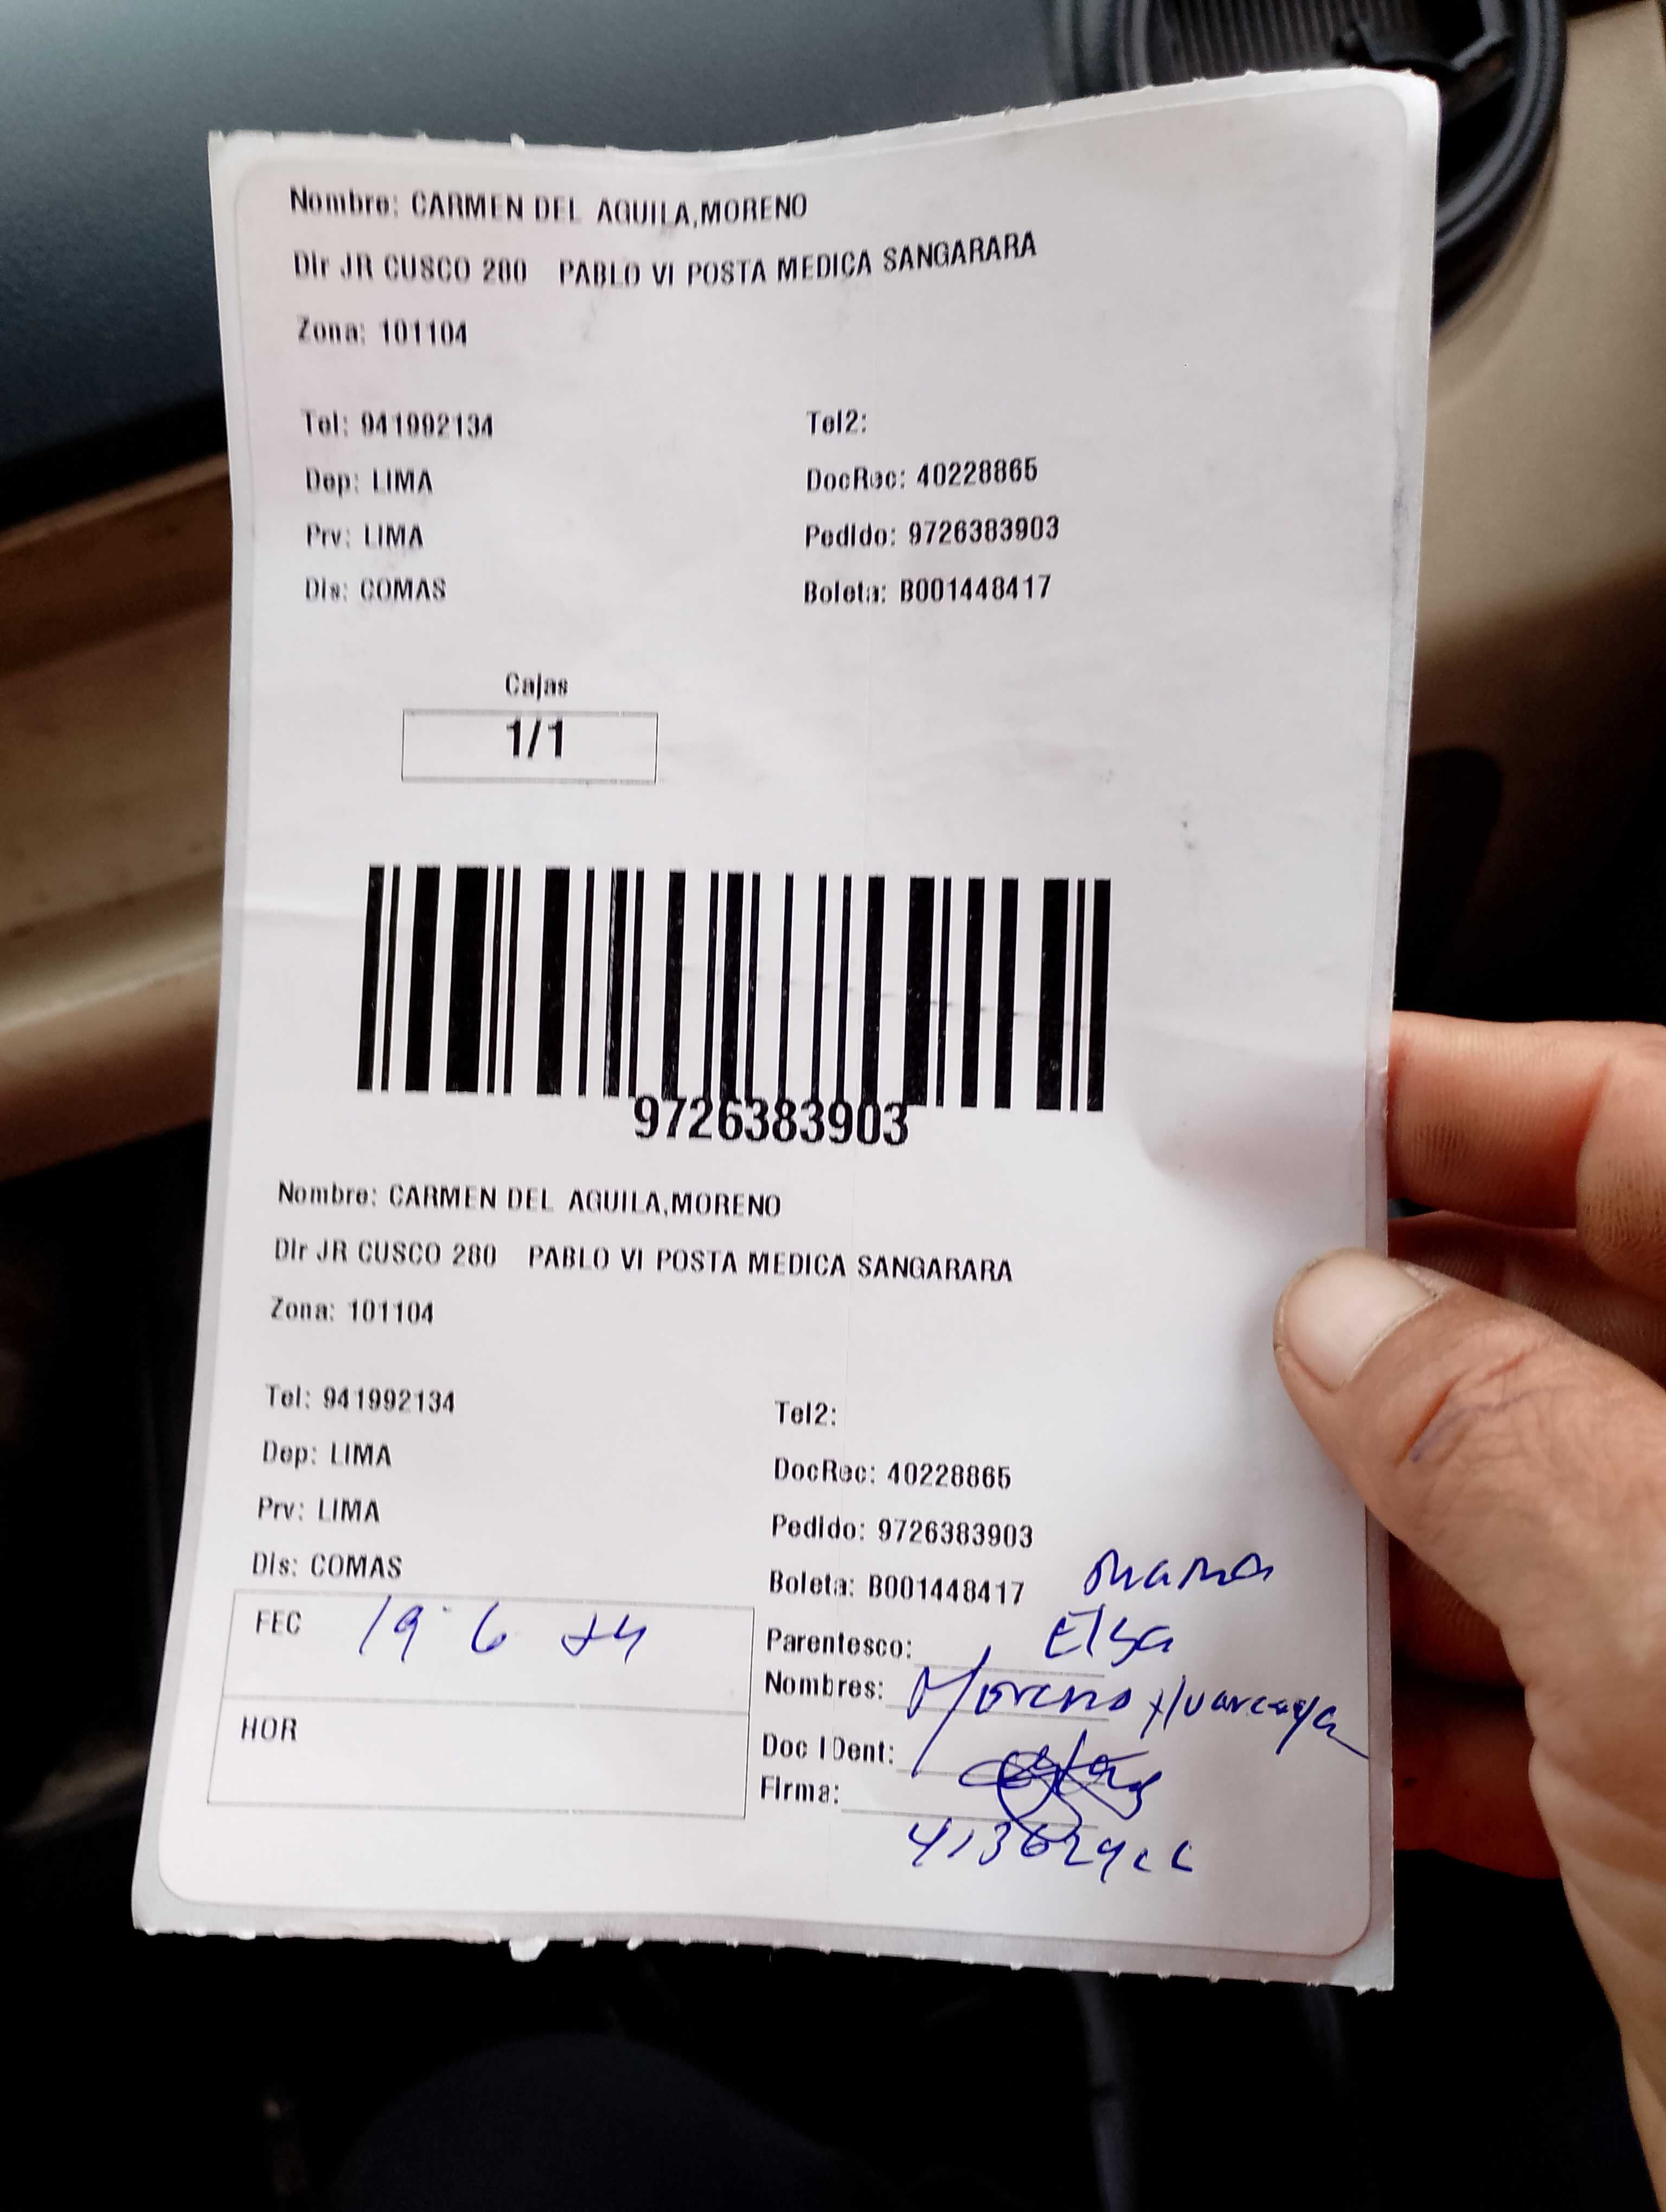 Nombre: CARMEN DEL AGUILA,MORENO
Dir JR CUSCO 280 PABLO VI POSTA MEDICA SANGARARA
Zona: 101104
Tel: 941992134 Tel2:
Dep: LIMA DocRec: 40228865
Prv: LIMA Pedido: 9726383903
Dis: COMAS Boleta: B001448417
Cajas
1/1
9726383903
Nombre: CARMEN DEL AGUILA,MORENO
Dir JR CUSCO 280 PABLO VI POSTA MEDICA SANGARARA
Zona: 101104
Tel: 941992134 Tel2:
Dep: LIMA DocRec: 40228865
Prv: LIMA Pedido: 9726383903
Dis: COMAS Boleta: B001448417
mama
FEC 19 6 24 Parentesco: Elsa
Nombres: Moreno Huarcaya
HOR Doc IDent:
Firma: